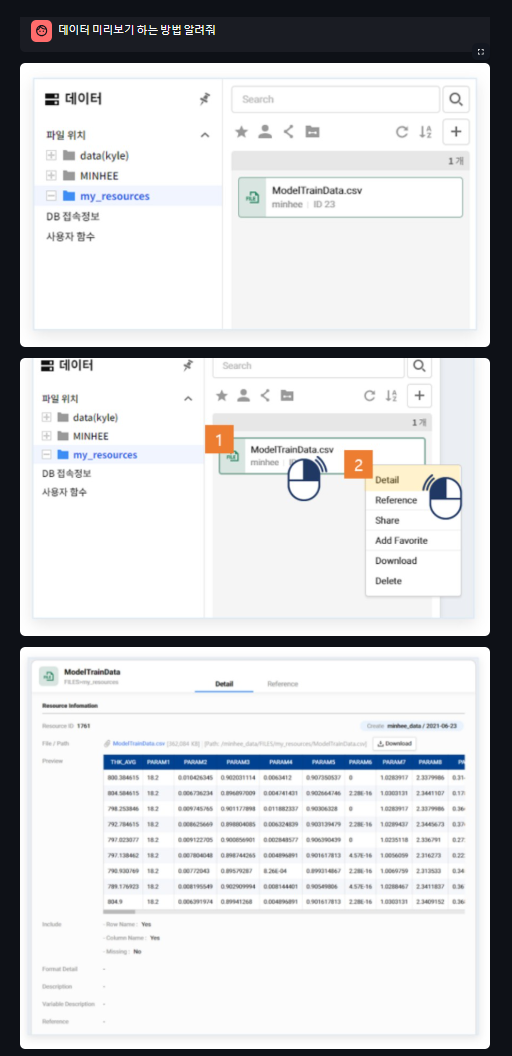 데이터 미리보기 하는 방법 알려줘
데이터
파일 위치
data(kyle)
MINHEE
my_resources
DB 접속정보
사용자 함수
Search
1 개
ModelTrainData.csv
minhee | ID 23
데이터
파일 위치
data(kyle)
MINHEE
my_resources
DB 접속정보
사용자 함수
Search
1 개
1
ModelTrainData.csv
minhee
2
Detail
Reference
Share
Add Favorite
Download
Delete
ModelTrainData
FILES>my_resources
Detail Reference
Resource Infomation
Resource ID 1761
Create minhee_data / 2021-06-23
File / Path ModelTrainData.csv [362,084 KB] [Path: /minhee_data/FILES/my_resources/ModelTrainData.csv] Download
Preview
THK_AVG PARAM1 PARAM2 PARAM3 PARAM4 PARAM5 PARAM6 PARAM7 PARAM8 PA
800.384615 18.2 0.010426345 0.902031114 0.0063412 0.907350537 0 1.0283917 2.3379986 0.31
804.584615 18.2 0.006736234 0.896897009 0.004741431 0.902664746 2.28E-16 1.0303131 2.3441107
798.253846 18.2 0.009745765 0.901177898 0.011882337 0.90306328 0 1.0283917 2.3379986 0.36
792.784615 18.2 0.008625669 0.898804085 0.006324839 0.903139479 2.28E-16 1.0289437 2.3445673 0.37
797.023077 18.2 0.009122705 0.900856901 0.002848577 0.906390439 0 1.0235118 2.336791 0.27
797.138462 18.2 0.007804048 0.898744265 0.004896891 0.901617813 4.57E-16 1.0056059 2.316273 0.22
790.930769 18.2 0.00772043 0.89579287 8.26E-04 0.899314867 2.28E-16 1.0069759 2.313533 0.34
789.176923 18.2 0.008195549 0.902909994 0.008144401 0.90549806 4.57E-16 1.0288467 2.3411837 0.36
804.9 18.2 0.006391974 0.89941268 0.004896891 0.901617813 2.28E-16 1.0303131 2.3409152 0.36
Include - Row Name : Yes
- Column Name : Yes
- Missing : No
Format Detail -
Description -
Variable Description -
Reference -